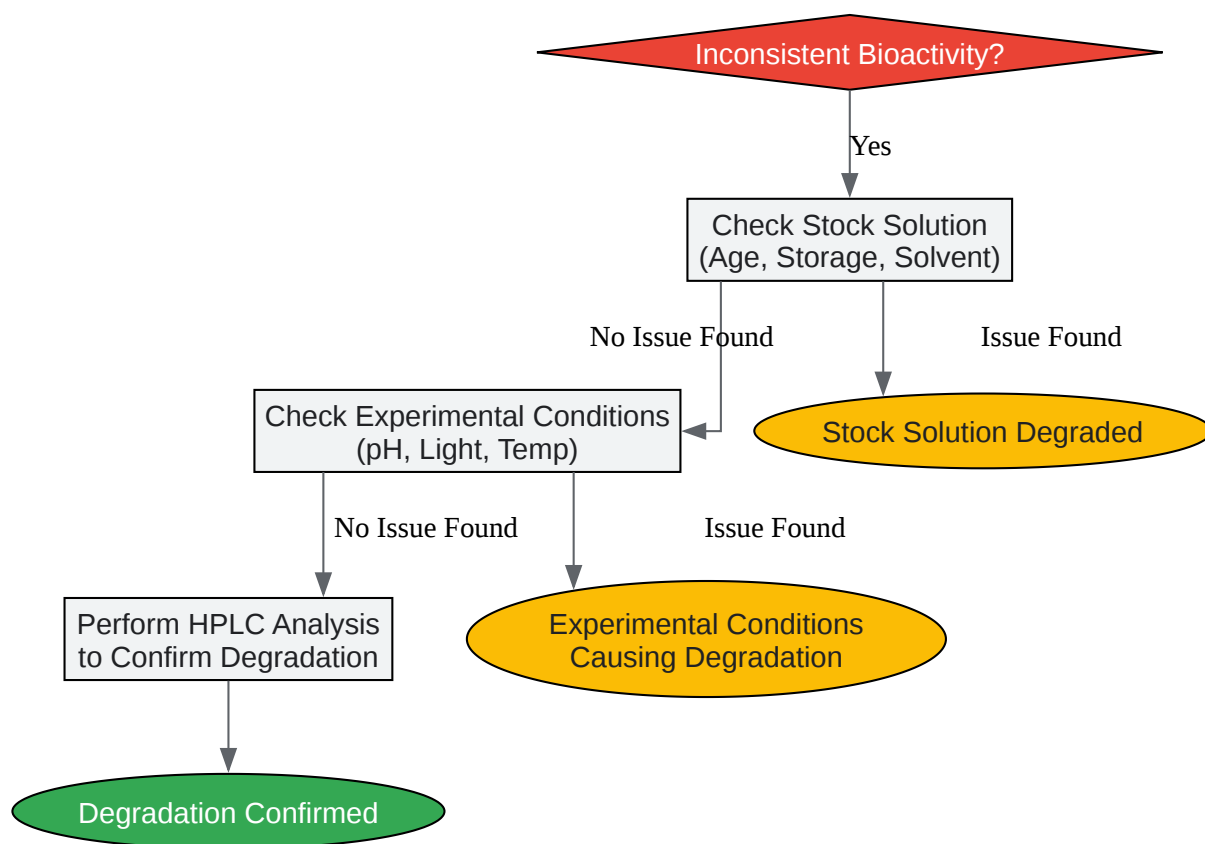 Inconsistent Bioactivity?
Yes
Check Stock Solution
(Age, Storage, Solvent)
No Issue Found
Issue Found
Check Experimental Conditions
(pH, Light, Temp)
Stock Solution Degraded
No Issue Found
Issue Found
Perform HPLC Analysis
to Confirm Degradation
Experimental Conditions
Causing Degradation
Degradation Confirmed